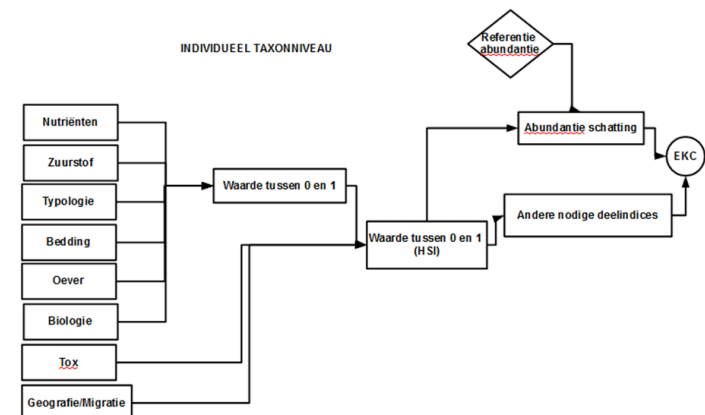 INDIVIDUEEL TAXONNIVEAU
Referentie
abundantie
Nutriënten
Zuurstof
Typologie
Bedding
Oever
Biologie
Tox
Geografie/Migratie
Waarde tussen 0 en 1
Waarde tussen 0 en 1
(HSI)
Abundantie schatting
Andere nodige deelindices
EKC